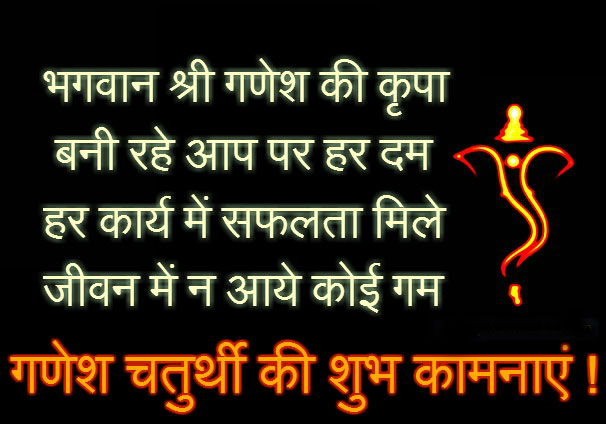 भगवान श्री गणेश की कृपा
बनी रहे आप पर हर दम
हर कार्य में सफलता मिले
जीवन में न आये कोई गम
गणेश चतुर्थी की शुभ कामनाएं !